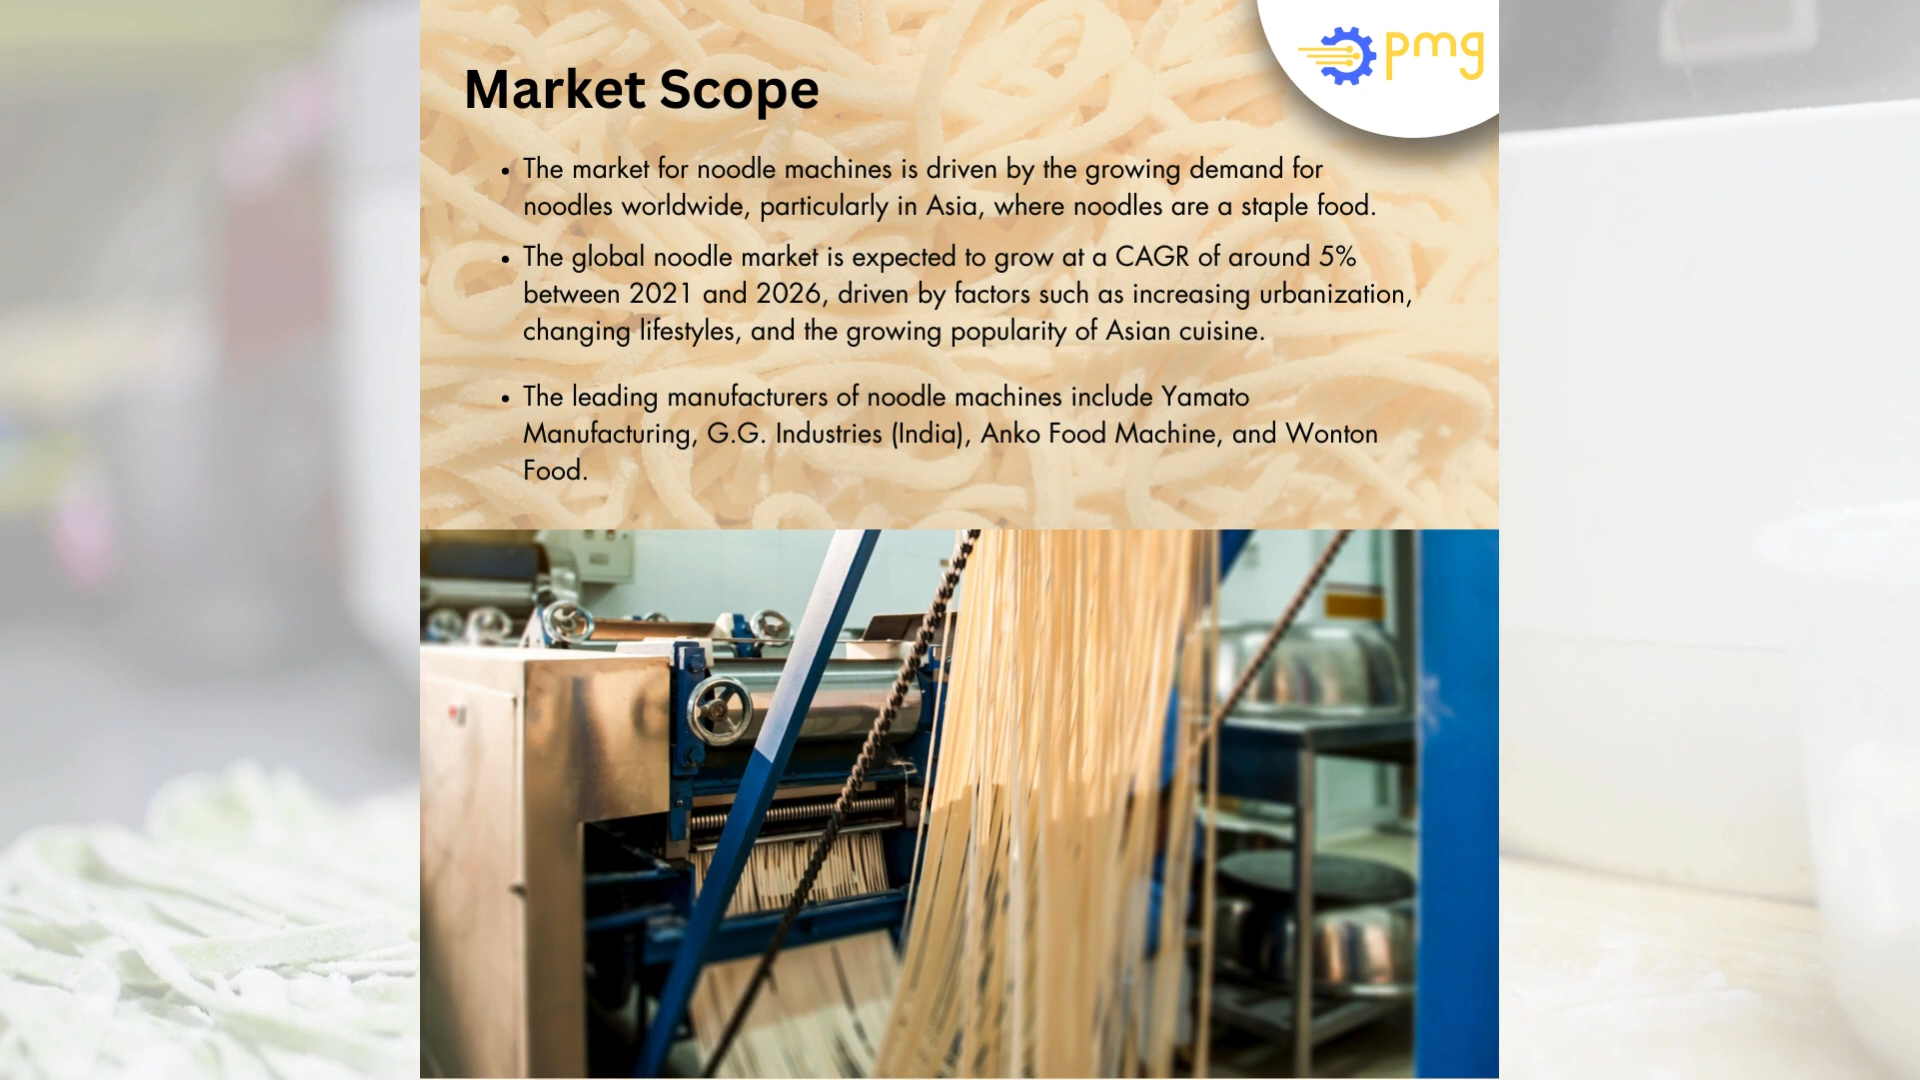 pmg
Market Scope
• The market for noodle machines is driven by the growing demand for
noodles worldwide, particularly in Asia, where noodles are a staple food.
• The global noodle market is expected to grow at a CAGR of around 5%
between 2021 and 2026, driven by factors such as increasing urbanization,
changing lifestyles, and the growing popularity of Asian cuisine.
• The leading manufacturers of noodle machines include Yamato
Manufacturing, G.G. Industries (India), Anko Food Machine, and Wonton
Food.